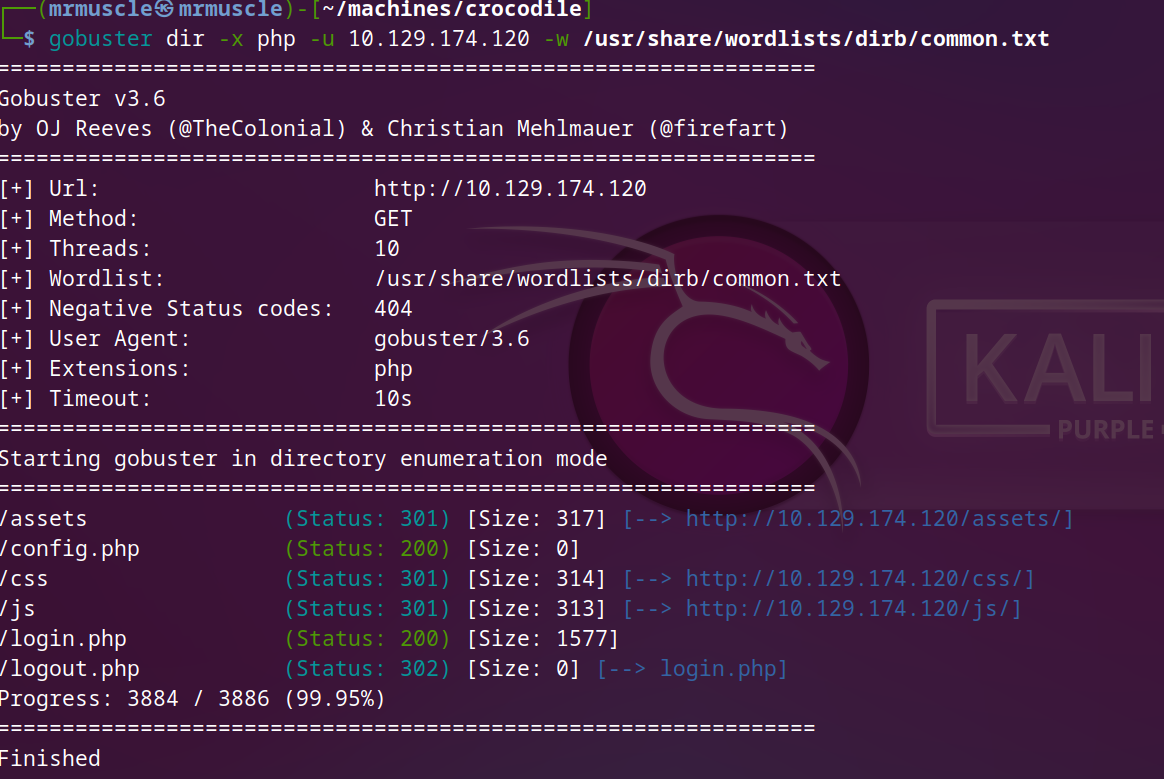 ┌──(mrmuscle㉿mrmuscle)-[~/machines/crocodile]
└─$ gobuster dir -x php -u 10.129.174.120 -w /usr/share/wordlists/dirb/common.txt
===============================================================
Gobuster v3.6
by OJ Reeves (@TheColonial) & Christian Mehlmauer (@firefart)
===============================================================
[+] Url:                     http://10.129.174.120
[+] Method:                  GET
[+] Threads:                 10
[+] Wordlist:                /usr/share/wordlists/dirb/common.txt
[+] Negative Status codes:   404
[+] User Agent:              gobuster/3.6
[+] Extensions:              php
[+] Timeout:                 10s
===============================================================
Starting gobuster in directory enumeration mode
===============================================================
/assets               (Status: 301) [Size: 317] [--> http://10.129.174.120/assets/]
/config.php           (Status: 200) [Size: 0]
/css                  (Status: 301) [Size: 314] [--> http://10.129.174.120/css/]
/js                   (Status: 301) [Size: 313] [--> http://10.129.174.120/js/]
/login.php            (Status: 200) [Size: 1577]
/logout.php           (Status: 302) [Size: 0] [--> login.php]
Progress: 3884 / 3886 (99.95%)
===============================================================
Finished
KALI
PURPLE